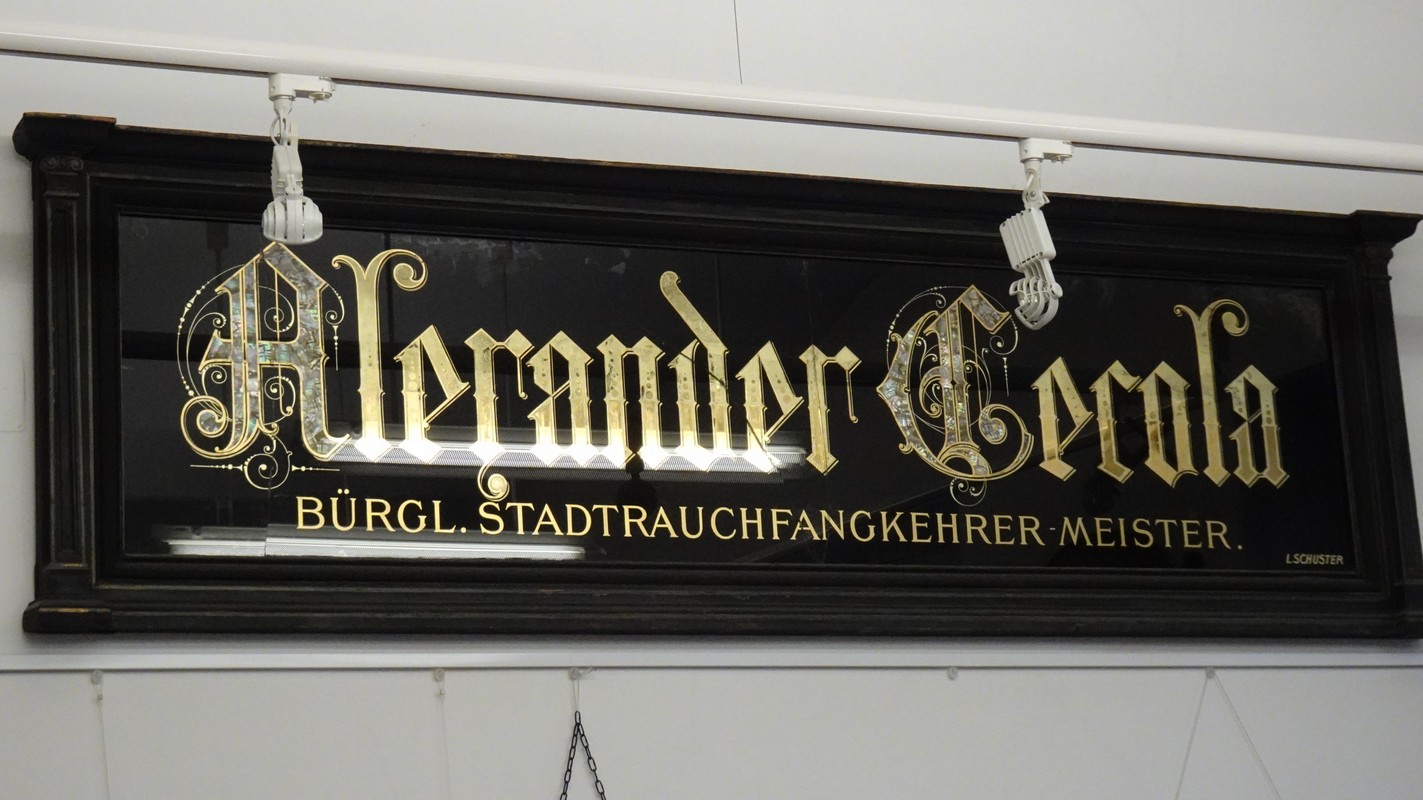 Alexander Cerola
BÜRGL. STADTRAUCHFANGKEHRER-MEISTER.
L.SCHUSTER